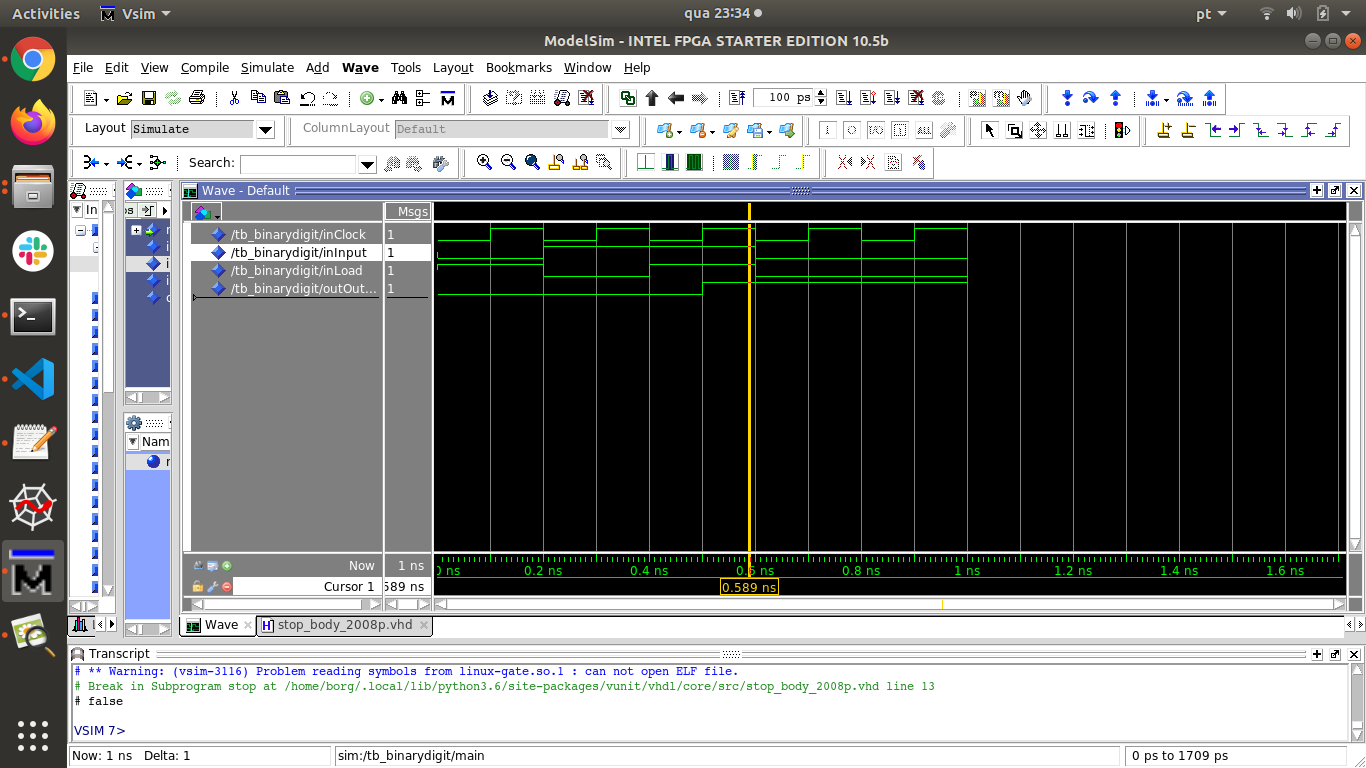 Activities Vsim qua 23:34 pt
ModelSim - INTEL FPGA STARTER EDITION 10.5b
File Edit View Compile Simulate Add Wave Tools Layout Bookmarks Window Help
100 ps
Layout Simulate ColumnLayout Default
ALL
Search:
Wave - Default
In
Msgs
/tb_binarydigit/inClock 1
/tb_binarydigit/inInput 1
/tb_binarydigit/inLoad 1
/tb_binarydigit/outOut... 1
Nam
Now 1 ns
0.2 ns 0.4 ns 0.8 ns 1 ns 1.2 ns 1.4 ns 1.6 ns
Cursor 1 589 ns 0.589 ns
Wave stop_body_2008p.vhd
Transcript
# ** Warning: (vsim-3116) Problem reading symbols from linux-gate.so.1 : can not open ELF file.
# Break in Subprogram stop at /home/borg/.local/lib/python3.6/site-packages/vunit/vhdl/core/src/stop_body_2008p.vhd line 13
# false
VSIM 7>
Now: 1 ns Delta: 1 sim:/tb_binarydigit/main 0 ps to 1709 ps